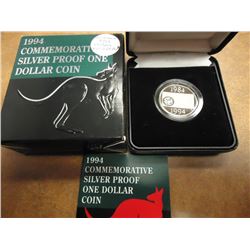 1994
COMMEMORATIVE
SILVER PROOF ONE
DOLLAR COIN
1984
1994
1994
COMMEMORATIVE
SILVER PROOF
ONE DOLLAR
COIN